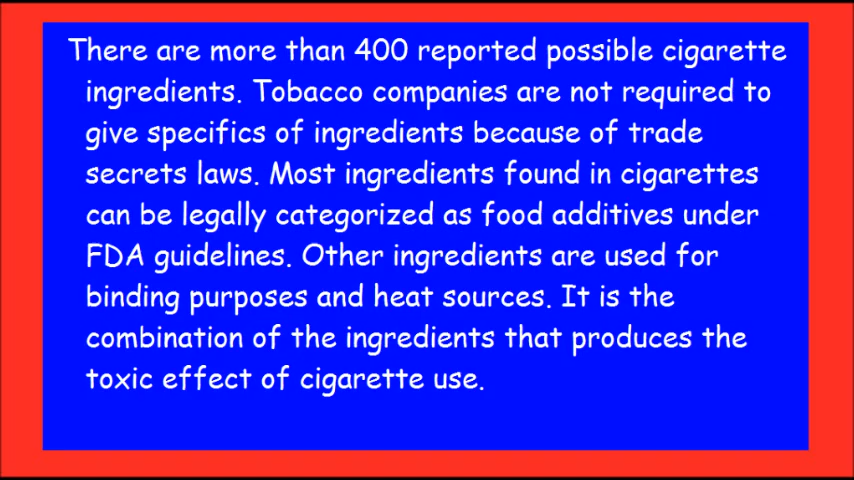 There are more than 400 reported possible cigarette
ingredients. Tobacco companies are not required to
give specifics of ingredients because of trade
secrets laws. Most ingredients found in cigarettes
can be legally categorized as food additives under
FDA guidelines. Other ingredients are used for
binding purposes and heat sources. It is the
combination of the ingredients that produces the
toxic effect of cigarette use.